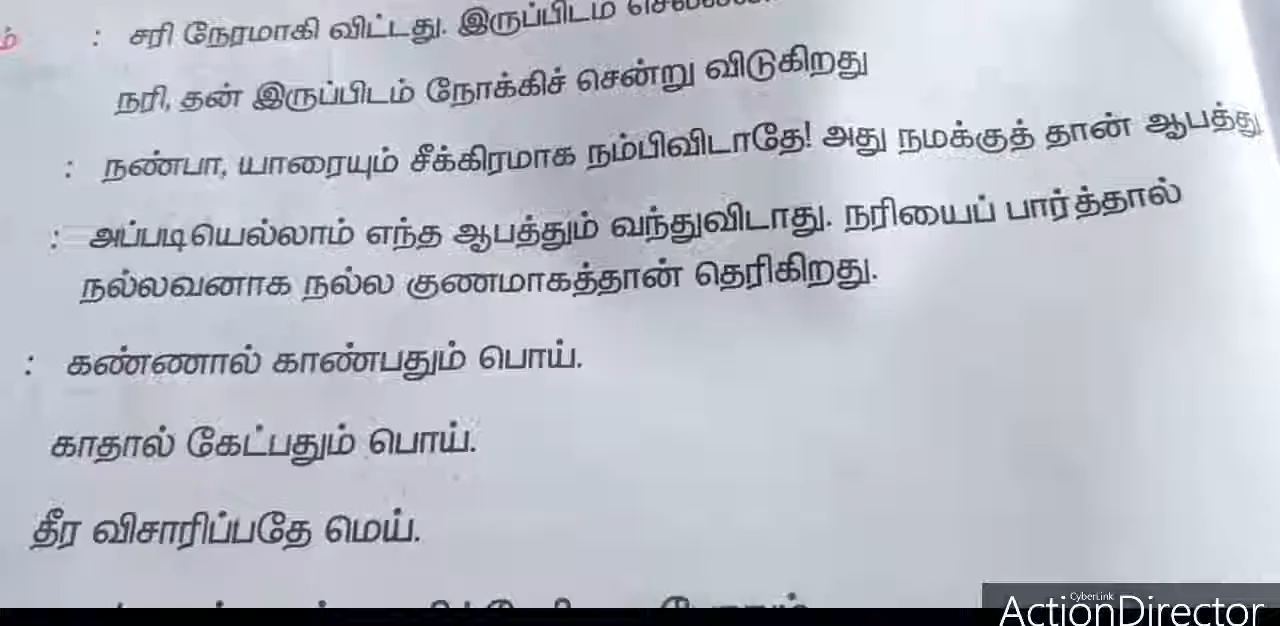 : சரி நேரமாகி விட்டது. இருப்பிடம்
நரி, தன் இருப்பிடம் நோக்கிச் சென்று விடுகிறது
: நண்பா, யாரையும் சீக்கிரமாக நம்பிவிடாதே! அது நமக்குத் தான் ஆபத்து
: அப்படியெல்லாம் எந்த ஆபத்தும் வந்துவிடாது. நரியைப் பார்த்தால்
நல்லவனாக நல்ல குணமாகத்தான் தெரிகிறது.
: கண்ணால் காண்பதும் பொய்.
காதால் கேட்பதும் பொய்.
தீர விசாரிப்பதே மெய்.
CyberLink
ActionDirector